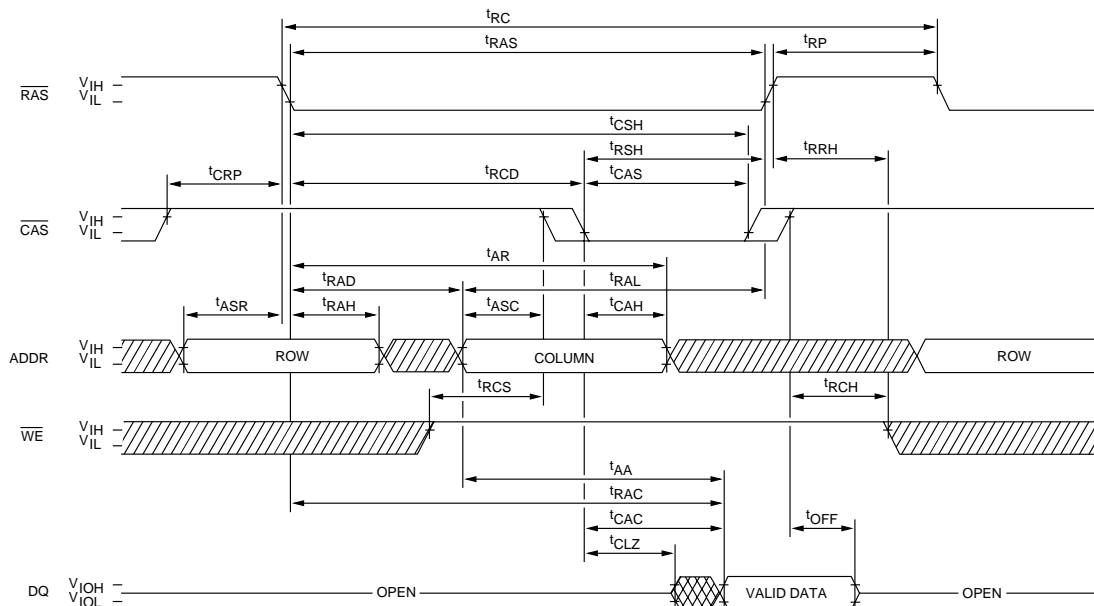 tRC
tRAS
tRP
RAS
VIH
VIL
tCSH
tRSH
tRRH
tCRP
tRCD
tCAS
CAS
VIH
VIL
tAR
tRAD
tRAL
tASR
tRAH
tASC
tCAH
ADDR
VIH
VIL
ROW
COLUMN
ROW
tRCS
tRCH
WE
VIH
VIL
tAA
tRAC
tCAC
tOFF
tCLZ
DQ
VIOH
VIOL
OPEN
VALID DATA
OPEN